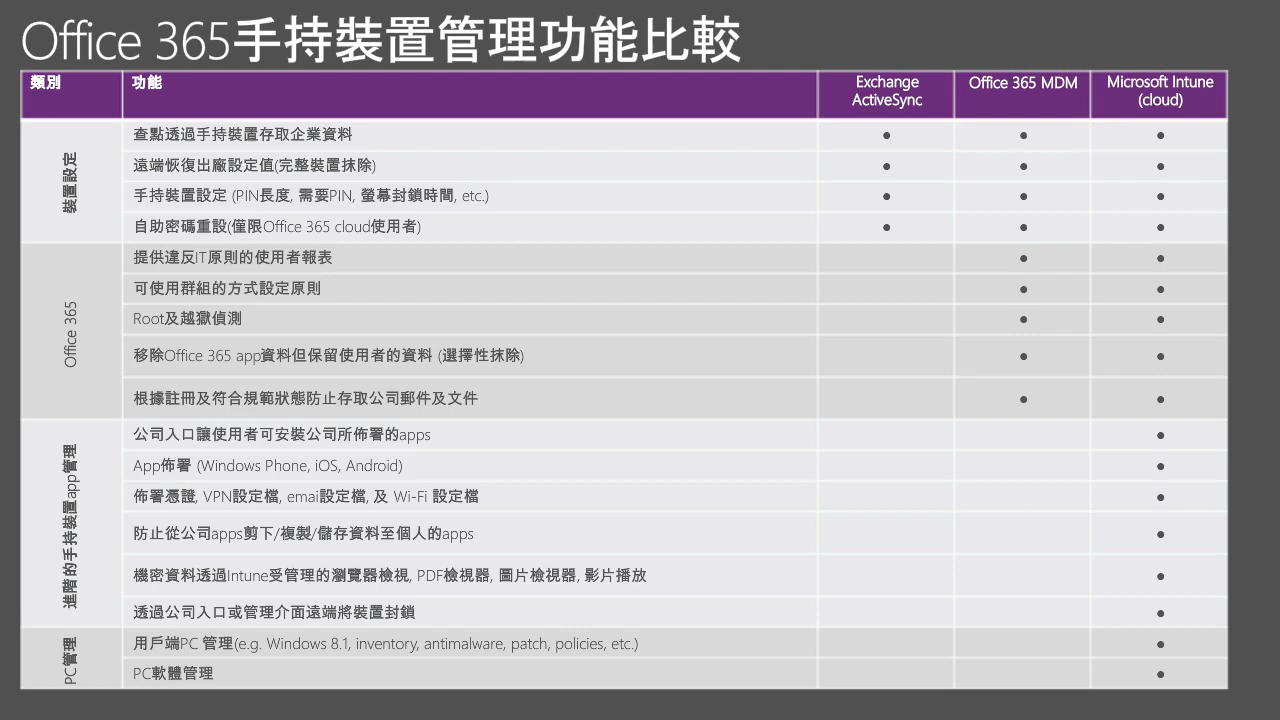 Office 365手持裝置管理功能比較
類別 功能 Exchange ActiveSync Office 365 MDM Microsoft Intune (cloud)
裝置設定
查點透過手持裝置存取企業資料 ● ● ●
遠端恢復出廠設定值(完整裝置抹除) ● ● ●
手持裝置設定 (PIN長度, 需要PIN, 螢幕封鎖時間, etc.) ● ● ●
自助密碼重設(僅限Office 365 cloud使用者) ● ● ●
Office 365
提供違反IT原則的使用者報表 ● ●
可使用群組的方式設定原則 ● ●
Root及越獄偵測 ● ●
移除Office 365 app資料但保留使用者的資料 (選擇性抹除) ● ●
根據註冊及符合規範狀態防止存取公司郵件及文件 ● ●
進階的手持裝置app管理
公司入口讓使用者可安裝公司所佈署的apps ●
App佈署 (Windows Phone, iOS, Android) ●
佈署憑證, VPN設定檔, emai設定檔, 及 Wi-Fi 設定檔 ●
防止從公司apps剪下/複製/儲存資料至個人的apps ●
機密資料透過Intune受管理的瀏覽器檢視, PDF檢視器, 圖片檢視器, 影片播放 ●
透過公司入口或管理介面遠端將裝置封鎖 ●
PC管理
用戶端PC 管理(e.g. Windows 8.1, inventory, antimalware, patch, policies, etc.) ●
PC軟體管理 ●